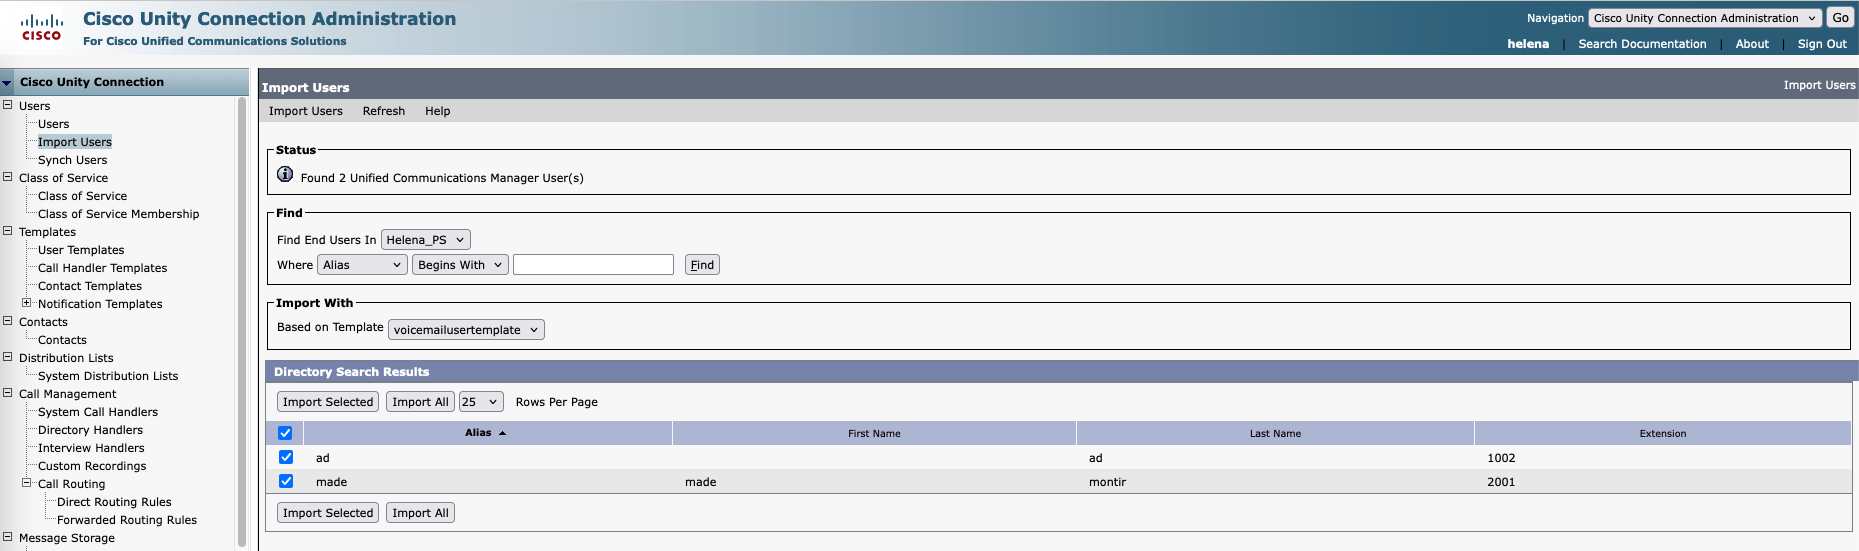 Cisco Unity Connection Administration
For Cisco Unified Communications Solutions
CISCO
Navigation Cisco Unity Connection Administration Go
helena | Search Documentation | About | Sign Out
Cisco Unity Connection
Users
Users
Import Users
Synch Users
Class of Service
Class of Service
Class of Service Membership
Templates
User Templates
Call Handler Templates
Contact Templates
Notification Templates
Contacts
Contacts
Distribution Lists
System Distribution Lists
Call Management
System Call Handlers
Directory Handlers
Interview Handlers
Custom Recordings
Call Routing
Direct Routing Rules
Forwarded Routing Rules
Message Storage
Import Users Import Users
Import Users Refresh Help
Status
Found 2 Unified Communications Manager User(s)
Find
Find End Users In Helena_PS
Where Alias Begins With Find
Import With
Based on Template voicemailusertemplate
Directory Search Results
Import Selected Import All 25 Rows Per Page
Alias First Name Last Name Extension
ad ad 1002
made made montir 2001
Import Selected Import All